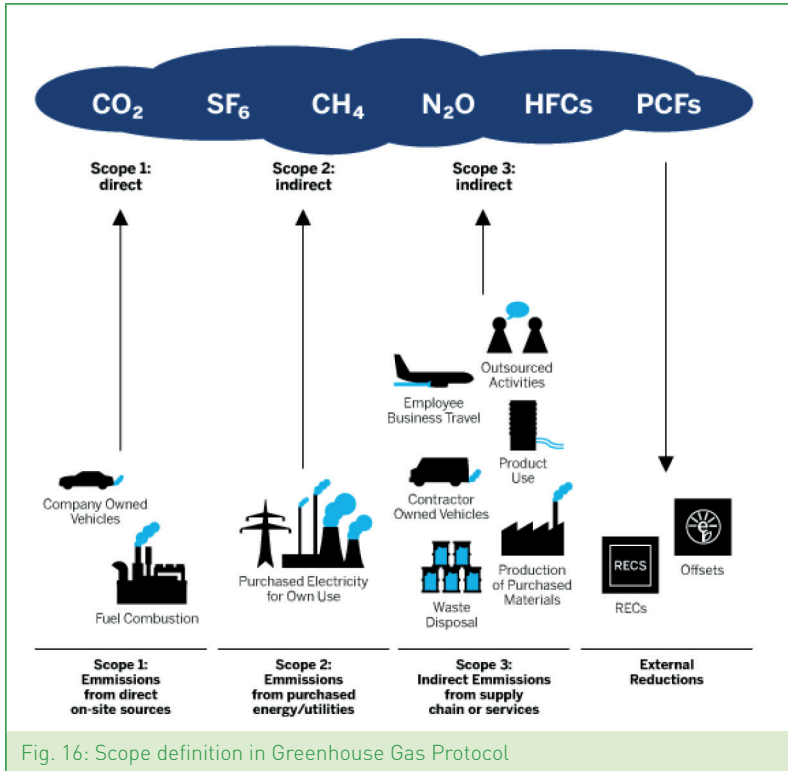 CO₂ SF₆ CH₄ N₂O HFCs PCFs
Scope 1:
direct
Scope 2:
indirect
Scope 3:
indirect
Outsourced
Activities
Employee
Business Travel
Product
Use
Company Owned
Vehicles
Contractor
Owned Vehicles
Fuel Combustion
Purchased Electricity
for Own Use
Waste
Disposal
Production
of Purchased
Materials
RECS
RECs
e
Offsets
Scope 1:
Emmissions
from direct
on-site sources
Scope 2:
Emmissions
from purchased
energy/utilities
Scope 3:
Indirect Emmissions
from supply
chain or services
External
Reductions
Fig. 16: Scope definition in Greenhouse Gas Protocol